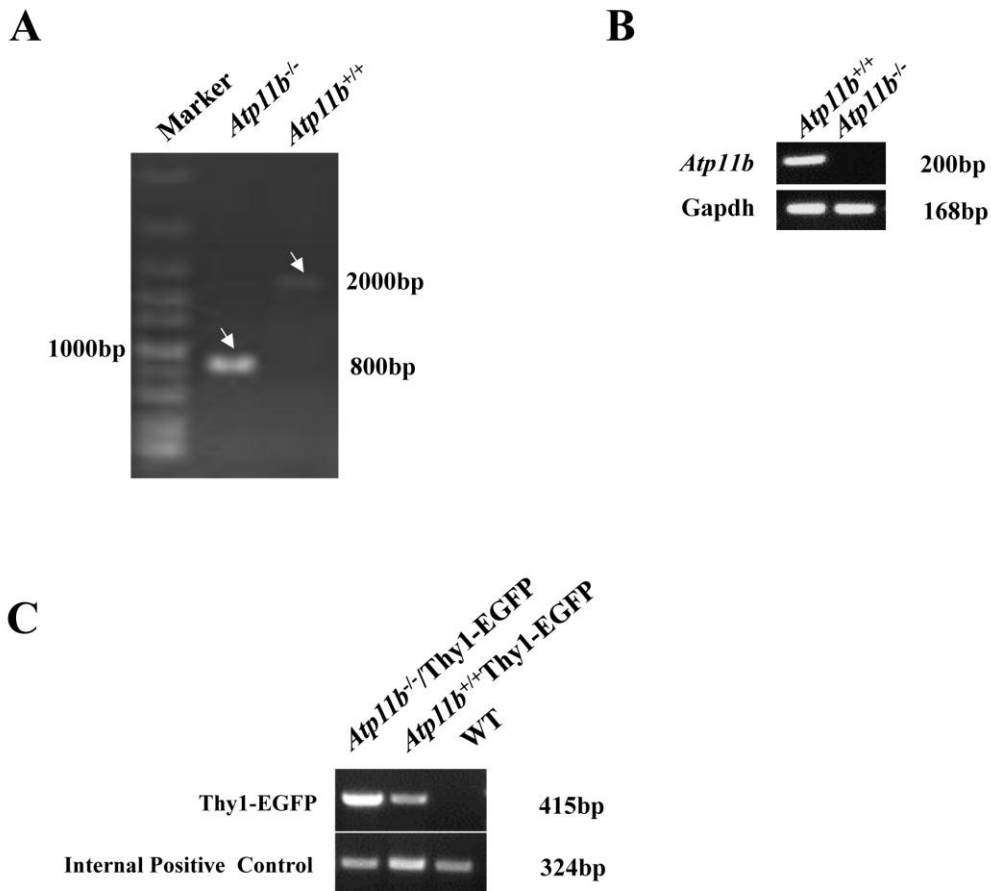 A
Marker
Atp11b-/-
Atp11b+/+
2000bp
1000bp
800bp
B
Atp11b+/+
Atp11b-/-
Atp11b
200bp
Gapdh
168bp
C
Atp11b-/-/Thy1-EGFP
Atp11b+/+Thy1-EGFP
WT
Thy1-EGFP
415bp
Internal Positive Control
324bp